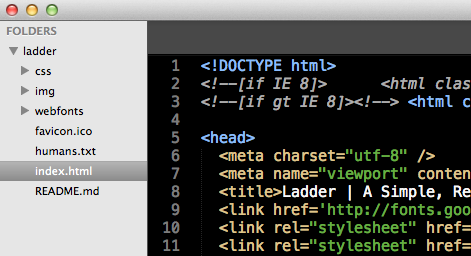 FOLDERS
ladder
css
img
webfonts
favicon.ico
humans.txt
index.html
README.md
1 <!DOCTYPE html>
2 <!--[if IE 8]> <html clas
3 <!--[if gt IE 8]><!--> <html c
4
5 <head>
6 <meta charset="utf-8" />
7 <meta name="viewport" conten
8 <title>Ladder | A Simple, Re
9 <link href='http://fonts.goo
10 <link rel="stylesheet" href=
11 <link rel="stylesheet" href=